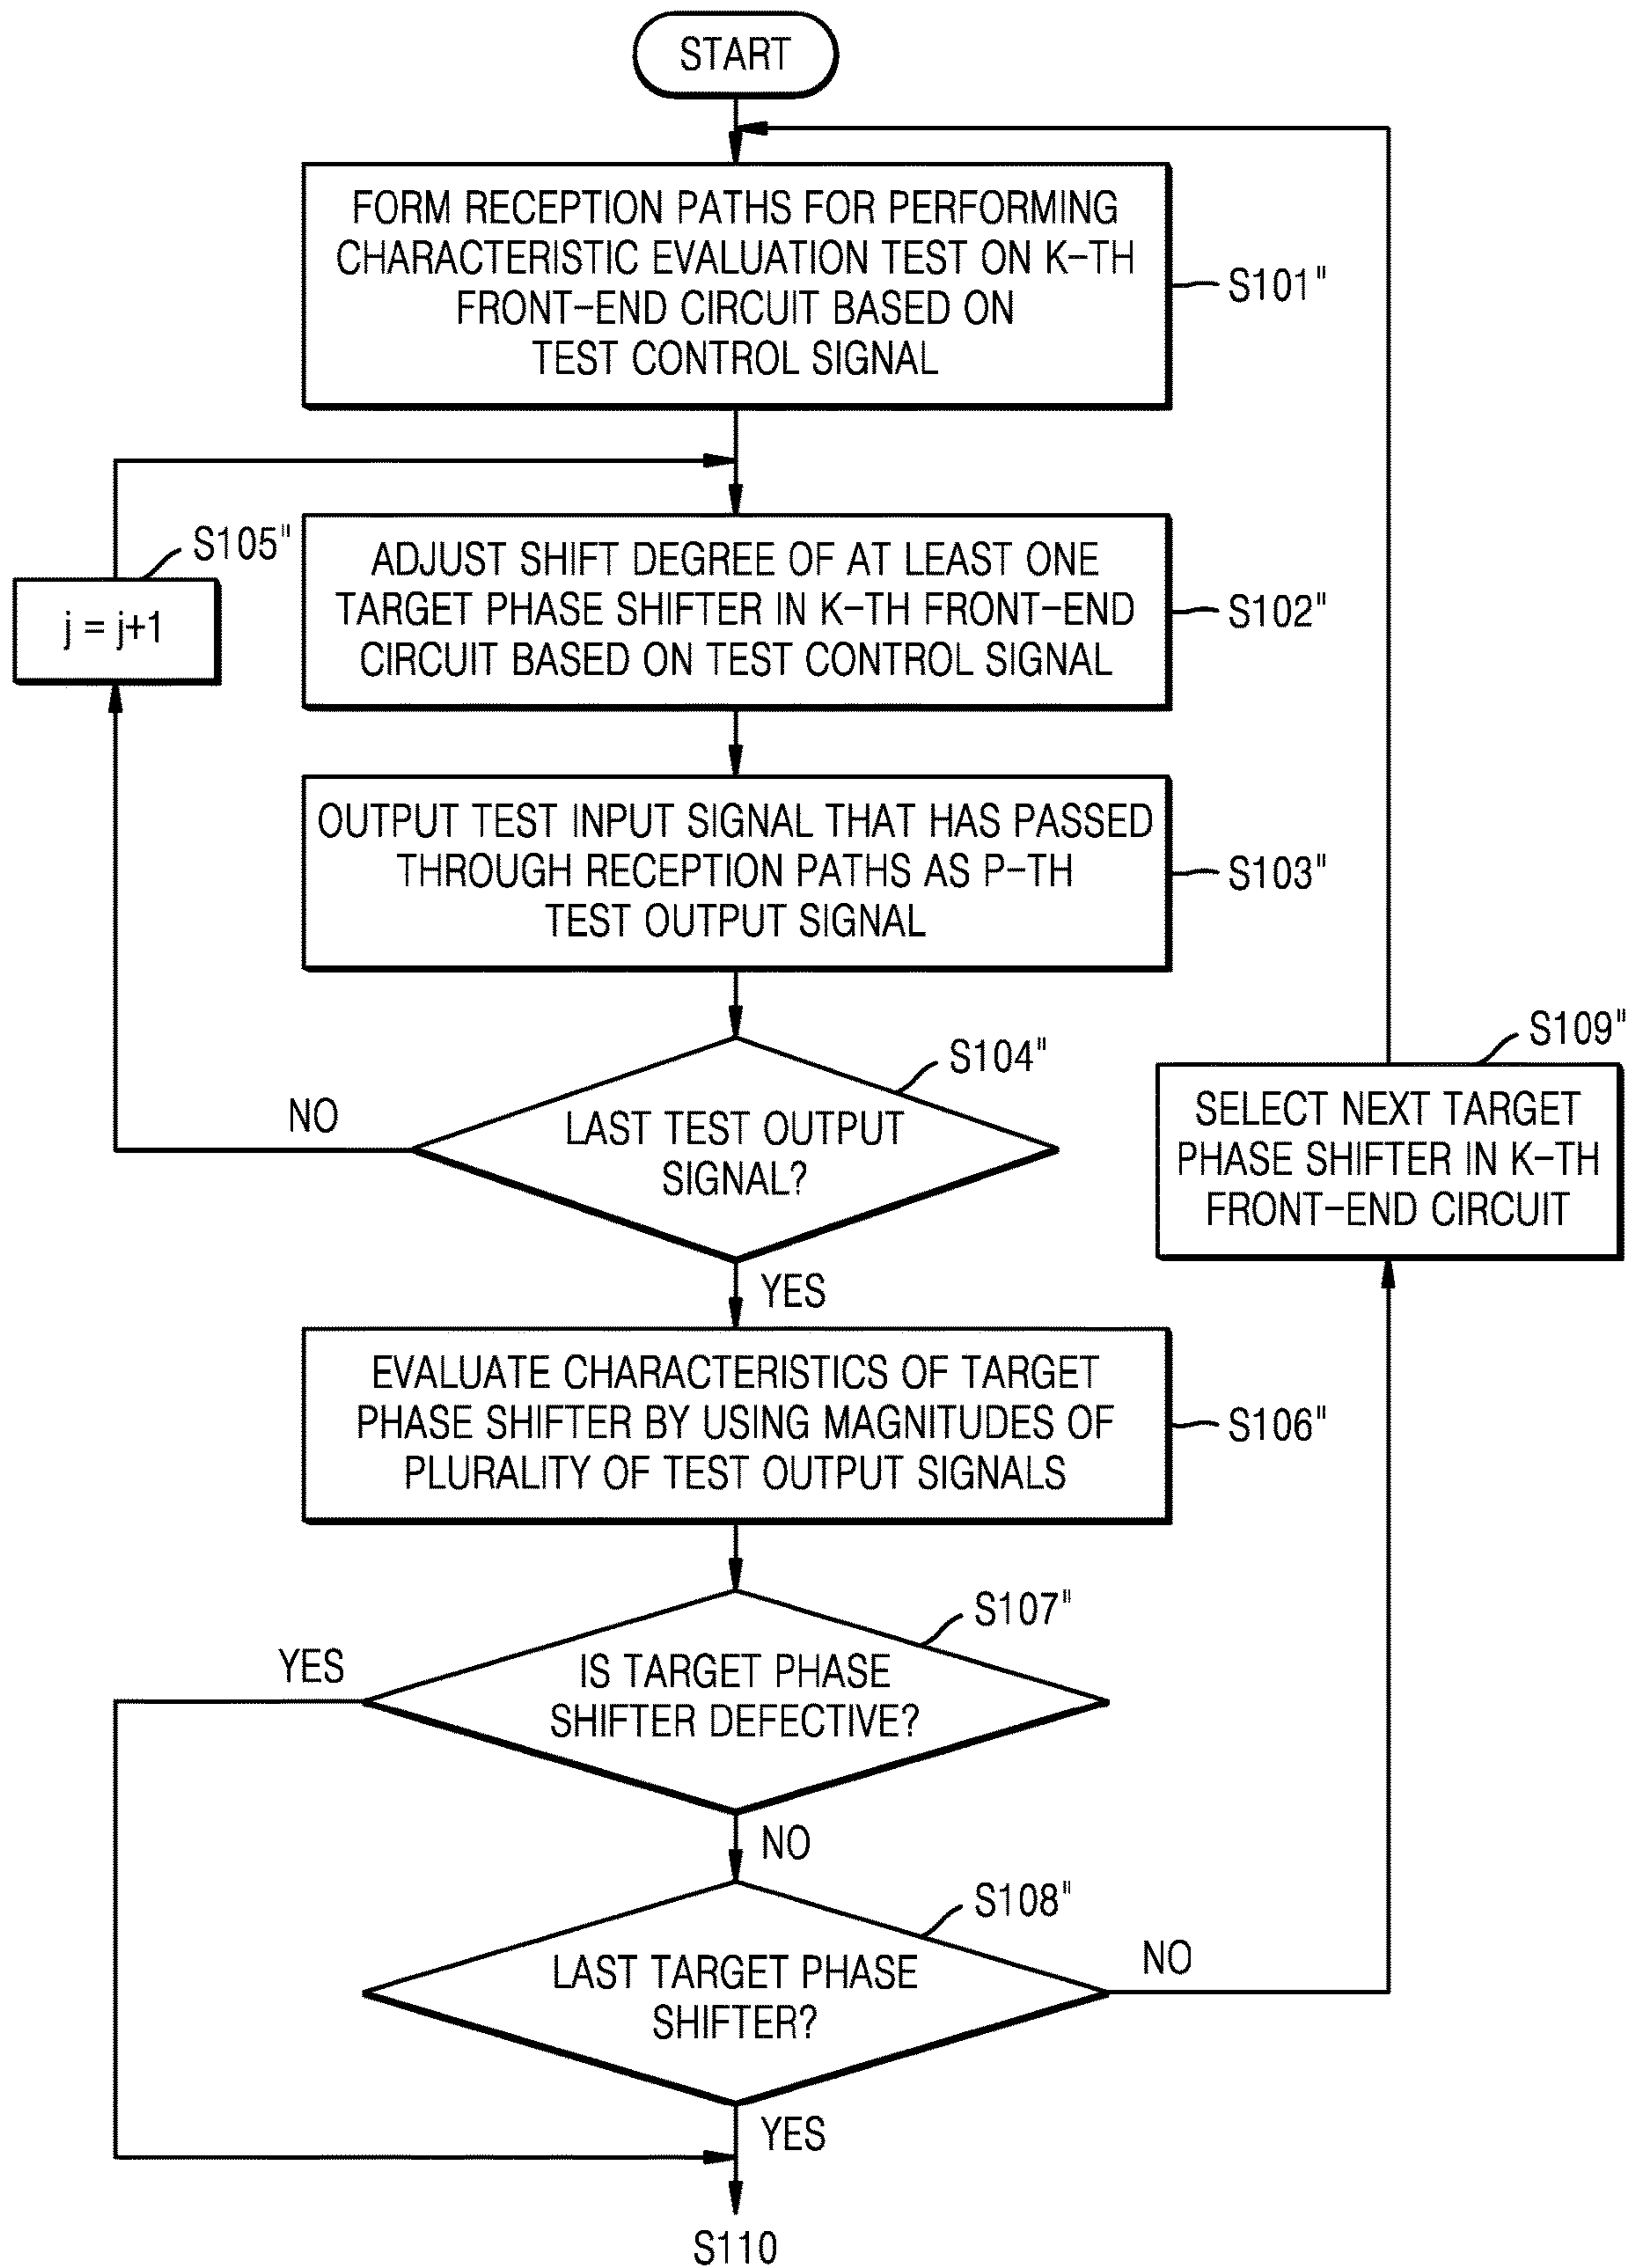 START
FORM RECEPTION PATHS FOR PERFORMING
CHARACTERISTIC EVALUATION TEST ON K-TH
FRONT-END CIRCUIT BASED ON
TEST CONTROL SIGNAL
S101"
S105"
j = j+1
ADJUST SHIFT DEGREE OF AT LEAST ONE
TARGET PHASE SHIFTER IN K-TH FRONT-END
CIRCUIT BASED ON TEST CONTROL SIGNAL
S102"
OUTPUT TEST INPUT SIGNAL THAT HAS PASSED
THROUGH RECEPTION PATHS AS P-TH
TEST OUTPUT SIGNAL
S103"
S104"
NO
LAST TEST OUTPUT
SIGNAL?
YES
S109"
SELECT NEXT TARGET
PHASE SHIFTER IN K-TH
FRONT-END CIRCUIT
EVALUATE CHARACTERISTICS OF TARGET
PHASE SHIFTER BY USING MAGNITUDES OF
PLURALITY OF TEST OUTPUT SIGNALS
S106"
S107"
YES
IS TARGET PHASE
SHIFTER DEFECTIVE?
NO
S108"
LAST TARGET PHASE
SHIFTER?
NO
YES
S110